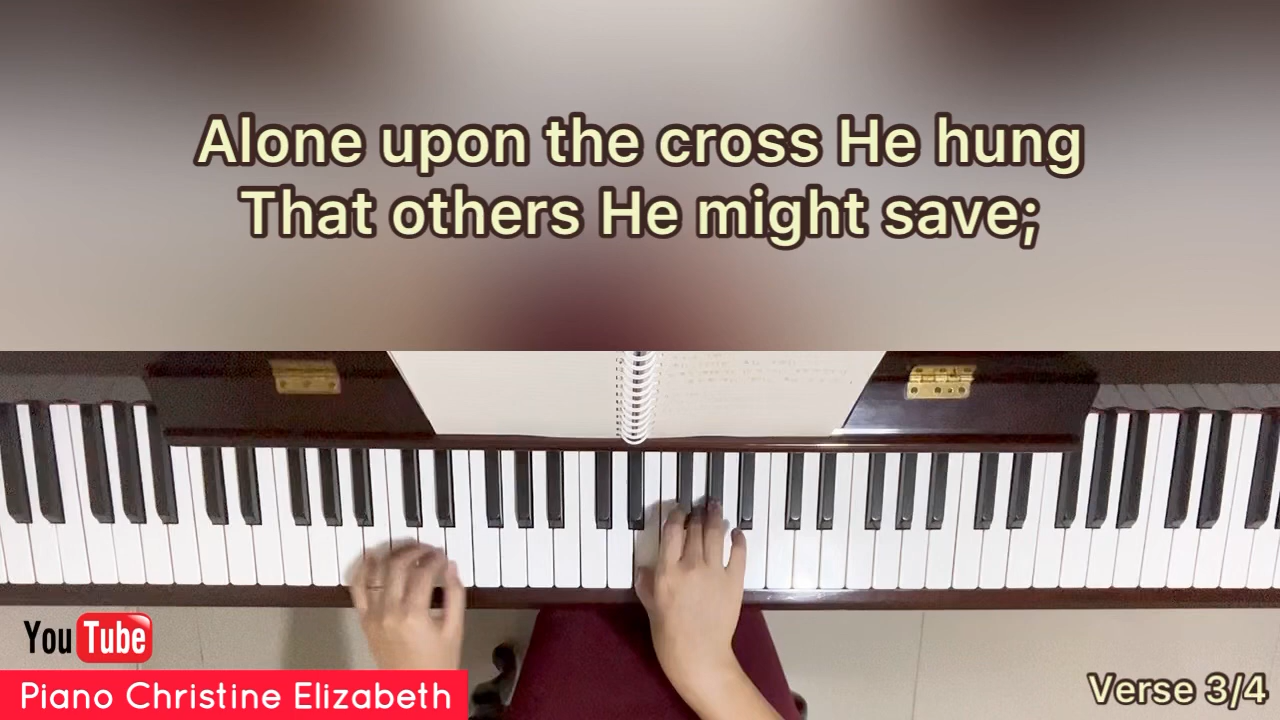 Alone upon the cross He hung
That others He might save;
YouTube
Piano Christine Elizabeth
Verse 3/4